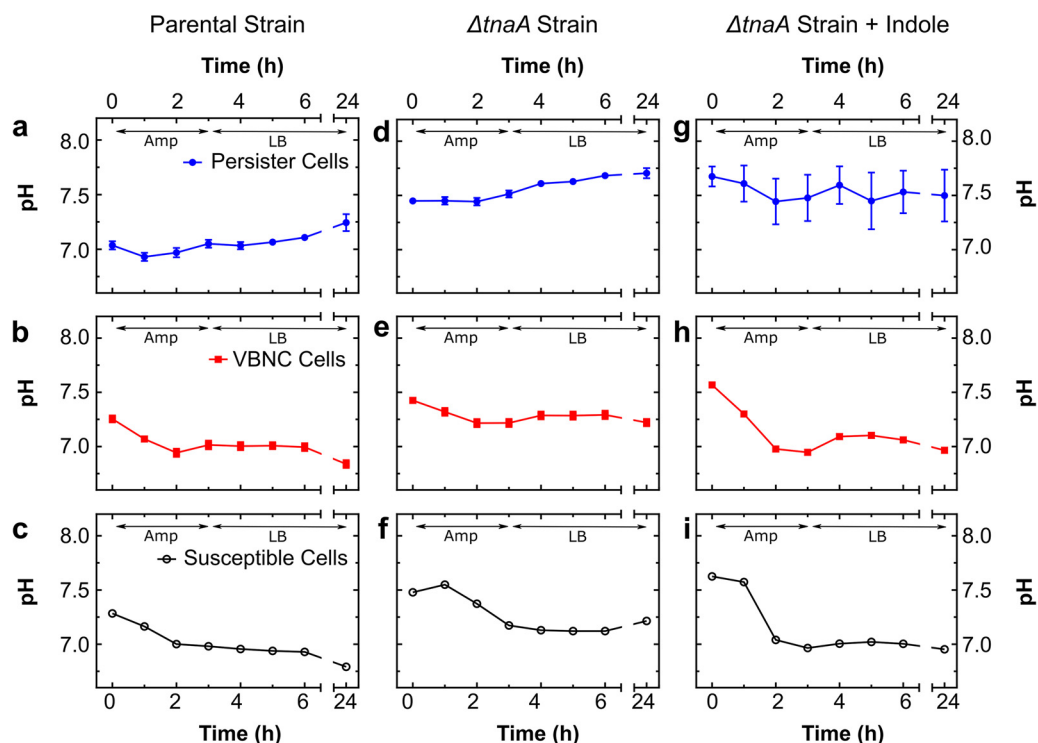 Parental Strain ΔtnaA Strain ΔtnaA Strain + Indole
Time (h) Time (h) Time (h)
0 2 4 6 24 0 2 4 6 24 0 2 4 6 24
a d g
Amp LB Amp LB Amp LB
8.0 8.0
Persister Cells
7.5 7.5
pH pH
7.0 7.0
b e h
Amp LB Amp LB Amp LB
8.0 8.0
VBNC Cells
7.5 7.5
pH pH
7.0 7.0
c f i
Amp LB Amp LB Amp LB
8.0 8.0
Susceptible Cells
7.5 7.5
pH pH
7.0 7.0
0 2 4 6 24 0 2 4 6 24 0 2 4 6 24
Time (h) Time (h) Time (h)